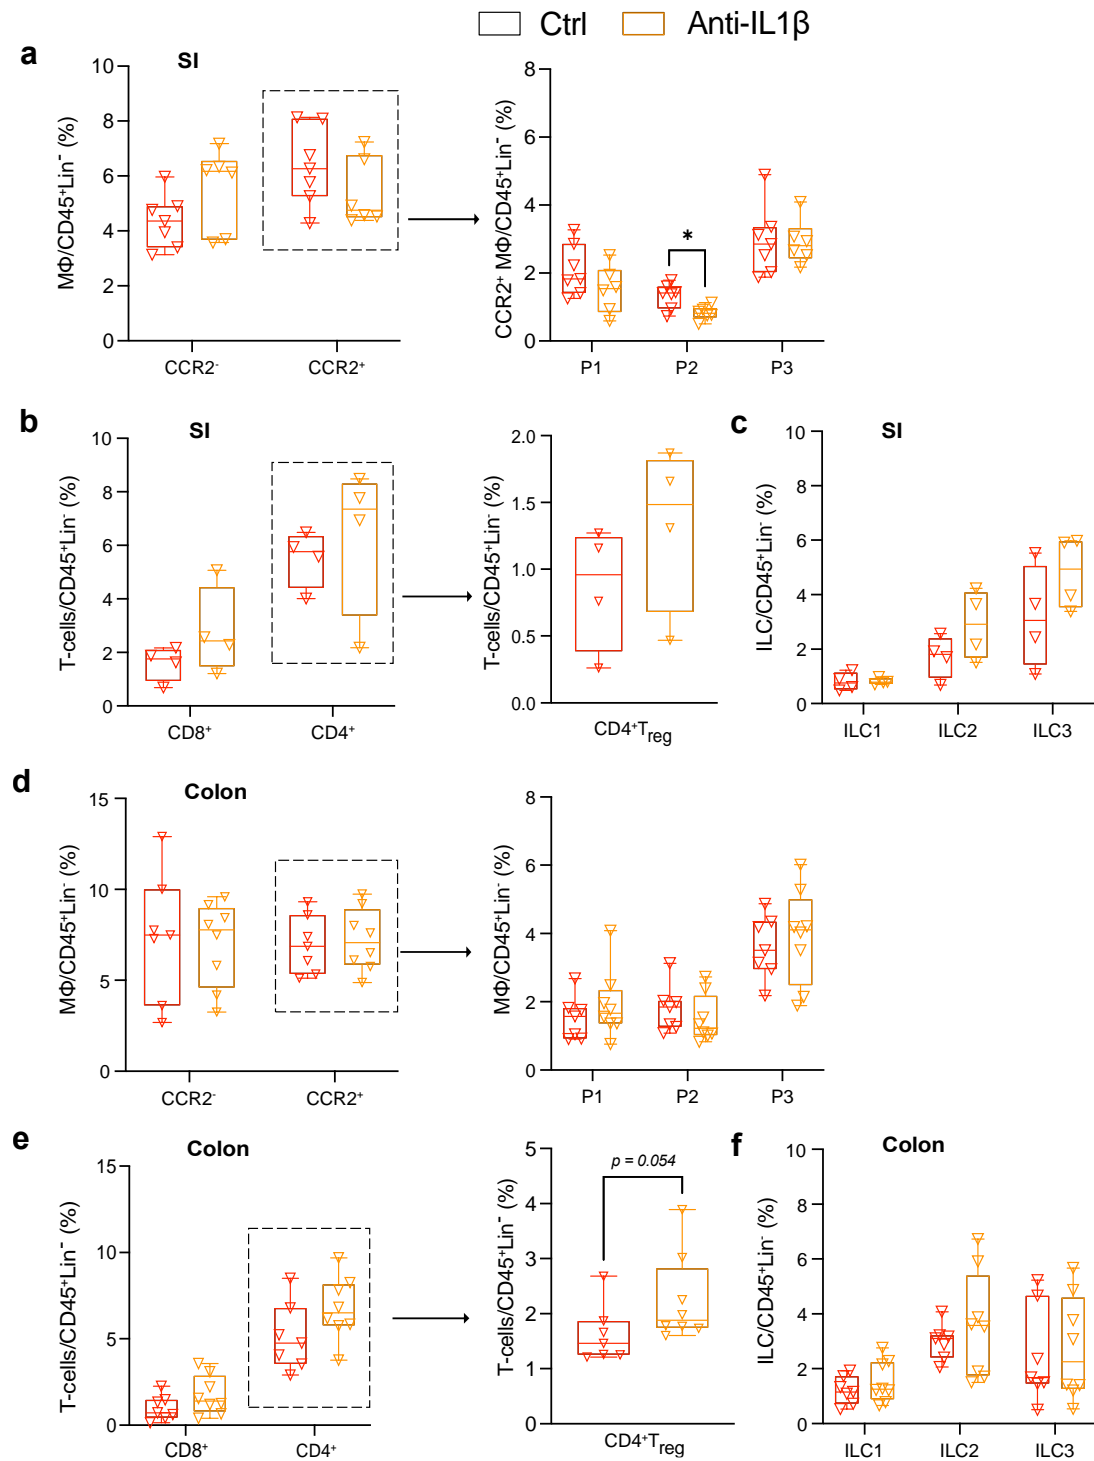 Ctrl Anti-IL1β
a SI
MΦ/CD45⁺Lin⁻ (%)
10
8
6
4
2
0
CCR2⁻ CCR2⁺
CCR2⁺ MΦ/CD45⁺Lin⁻ (%)
8
6
4
2
0
*
P1 P2 P3
b SI
T-cells/CD45⁺Lin⁻ (%)
10
8
6
4
2
0
CD8⁺ CD4⁺
T-cells/CD45⁺Lin⁻ (%)
2.0
1.5
1.0
0.5
0.0
CD4⁺Treg
c SI
ILC/CD45⁺Lin⁻ (%)
10
8
6
4
2
0
ILC1 ILC2 ILC3
d Colon
MΦ/CD45⁺Lin⁻ (%)
15
10
5
0
CCR2⁻ CCR2⁺
MΦ/CD45⁺Lin⁻ (%)
8
6
4
2
0
P1 P2 P3
e Colon
T-cells/CD45⁺Lin⁻ (%)
15
10
5
0
CD8⁺ CD4⁺
T-cells/CD45⁺Lin⁻ (%)
5
4
3
2
1
0
p = 0.054
CD4⁺Treg
f Colon
ILC/CD45⁺Lin⁻ (%)
10
8
6
4
2
0
ILC1 ILC2 ILC3